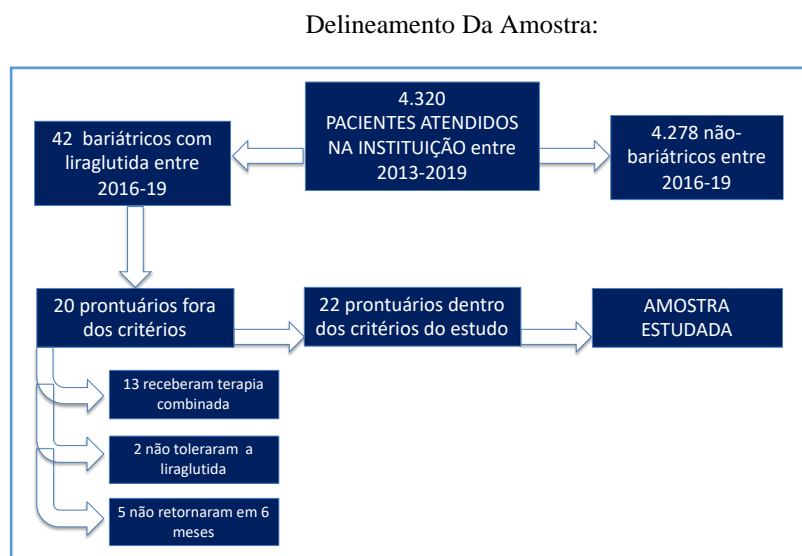 Delineamento Da Amostra:
4.320
PACIENTES ATENDIDOS
NA INSTITUIÇÃO entre
2013-2019
42 bariátricos com
liraglutida entre
2016-19
4.278 não-
bariátricos entre
2016-19
20 prontuários fora
dos critérios
22 prontuários dentro
dos critérios do estudo
AMOSTRA
ESTUDADA
13 receberam terapia
combinada
2 não toleraram a
liraglutida
5 não retornaram em 6
meses